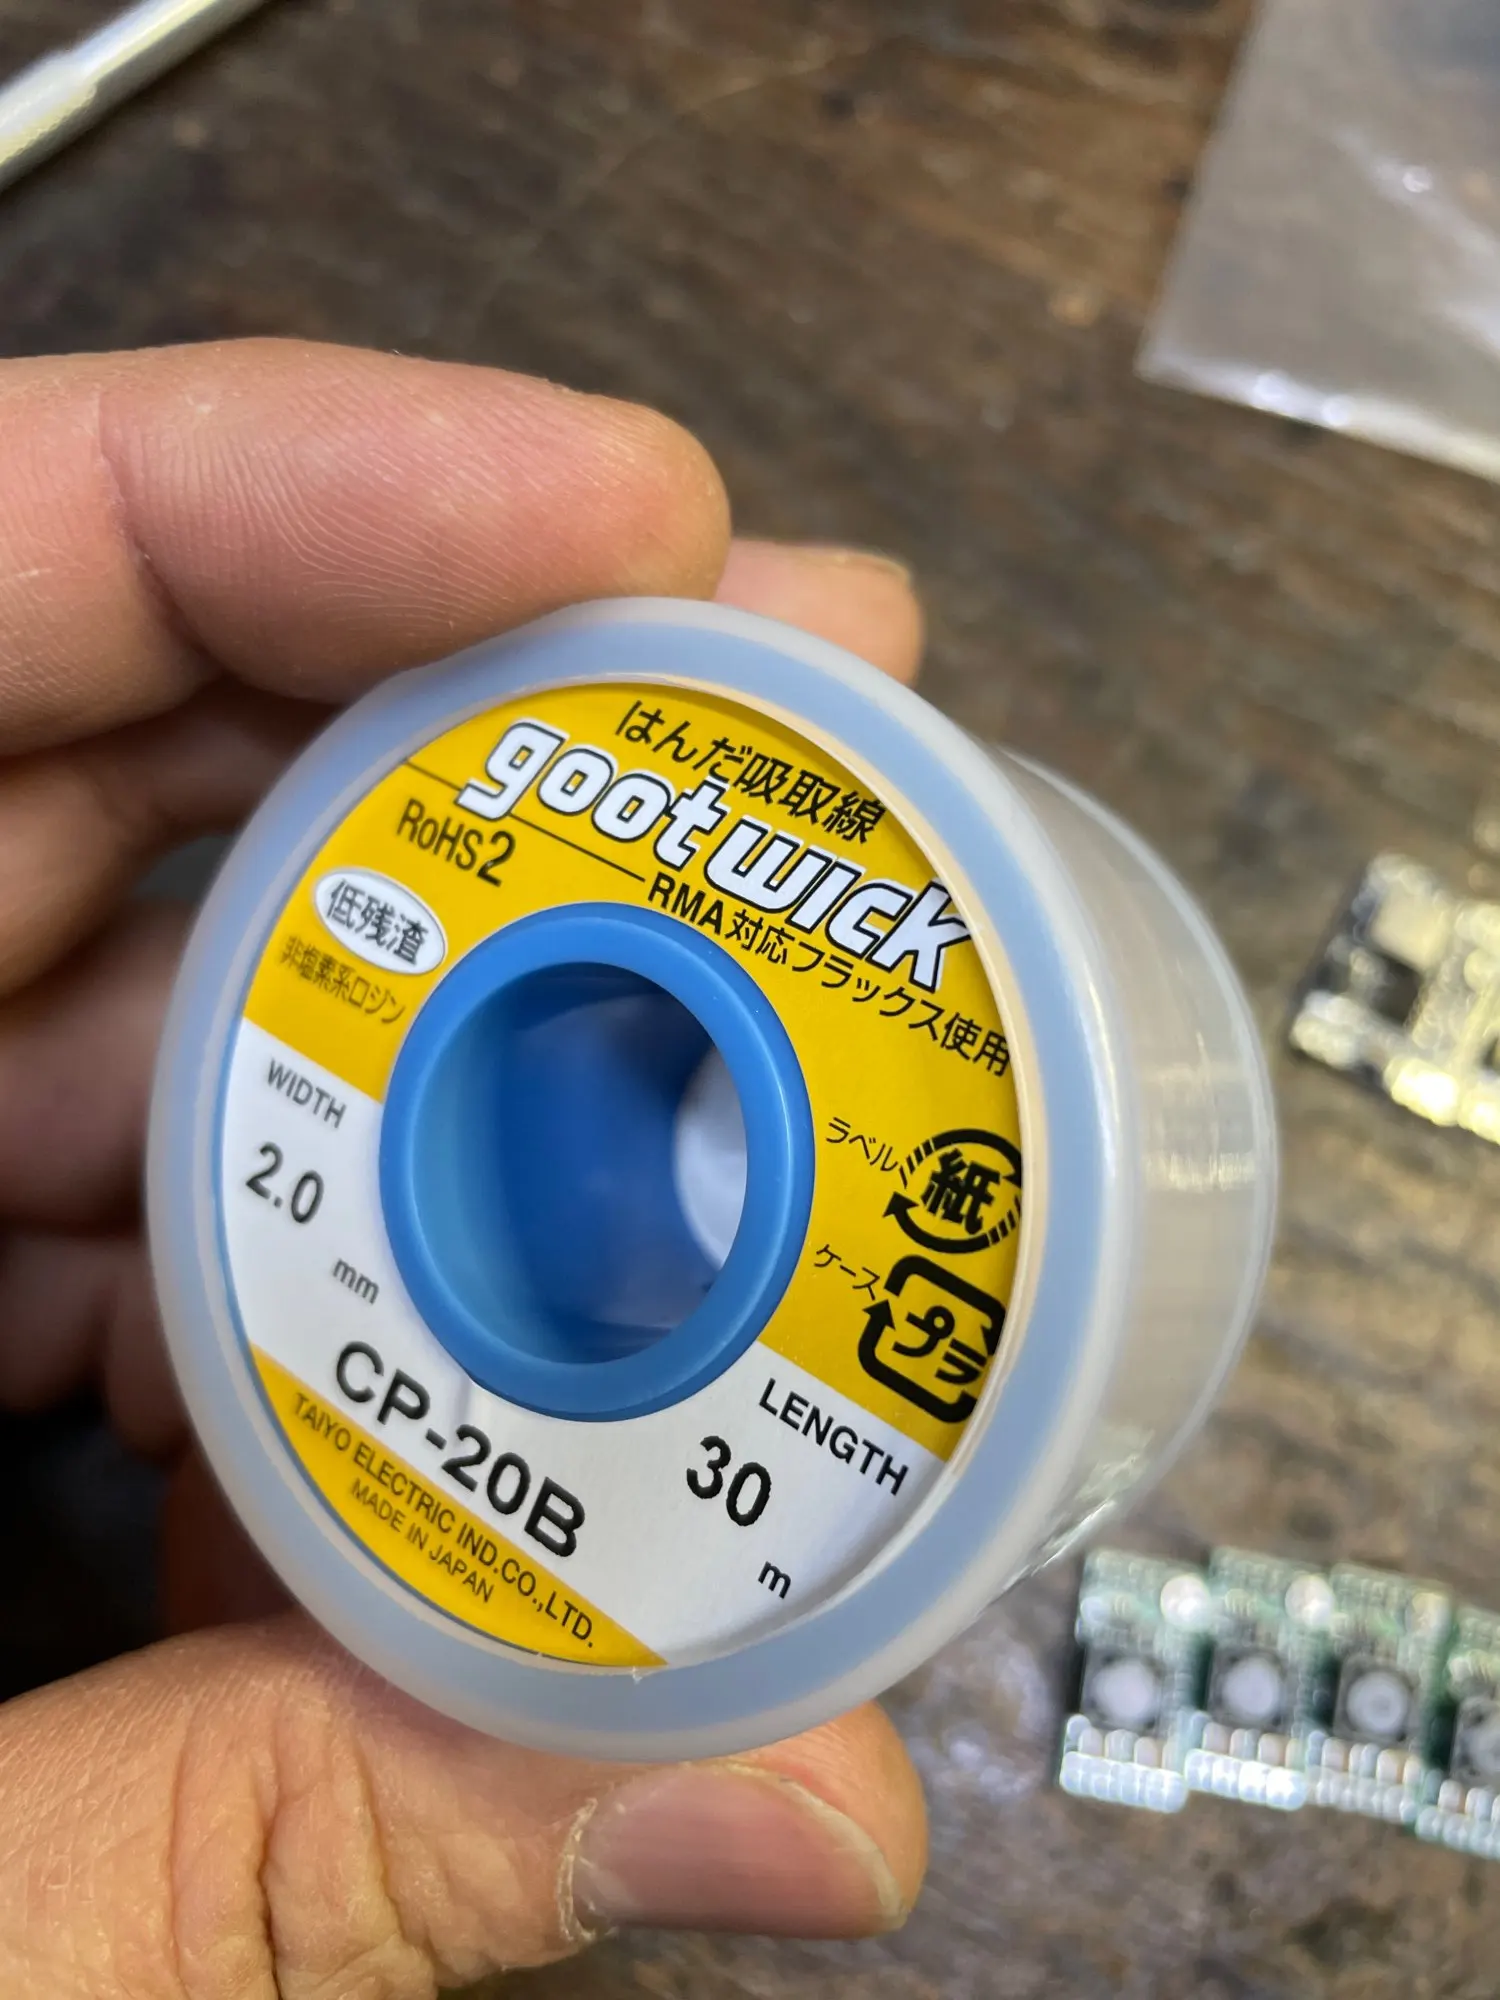 はんだ吸取線
goot wick
RMA対応フラックス使用
RoHS2
低残渣
非塩素系ロジン
ラベル
紙
ケース
プラ
WIDTH
2.0
mm
CP-20B
LENGTH
30
m
TAIYO ELECTRIC IND.CO.,LTD.
MADE IN JAPAN